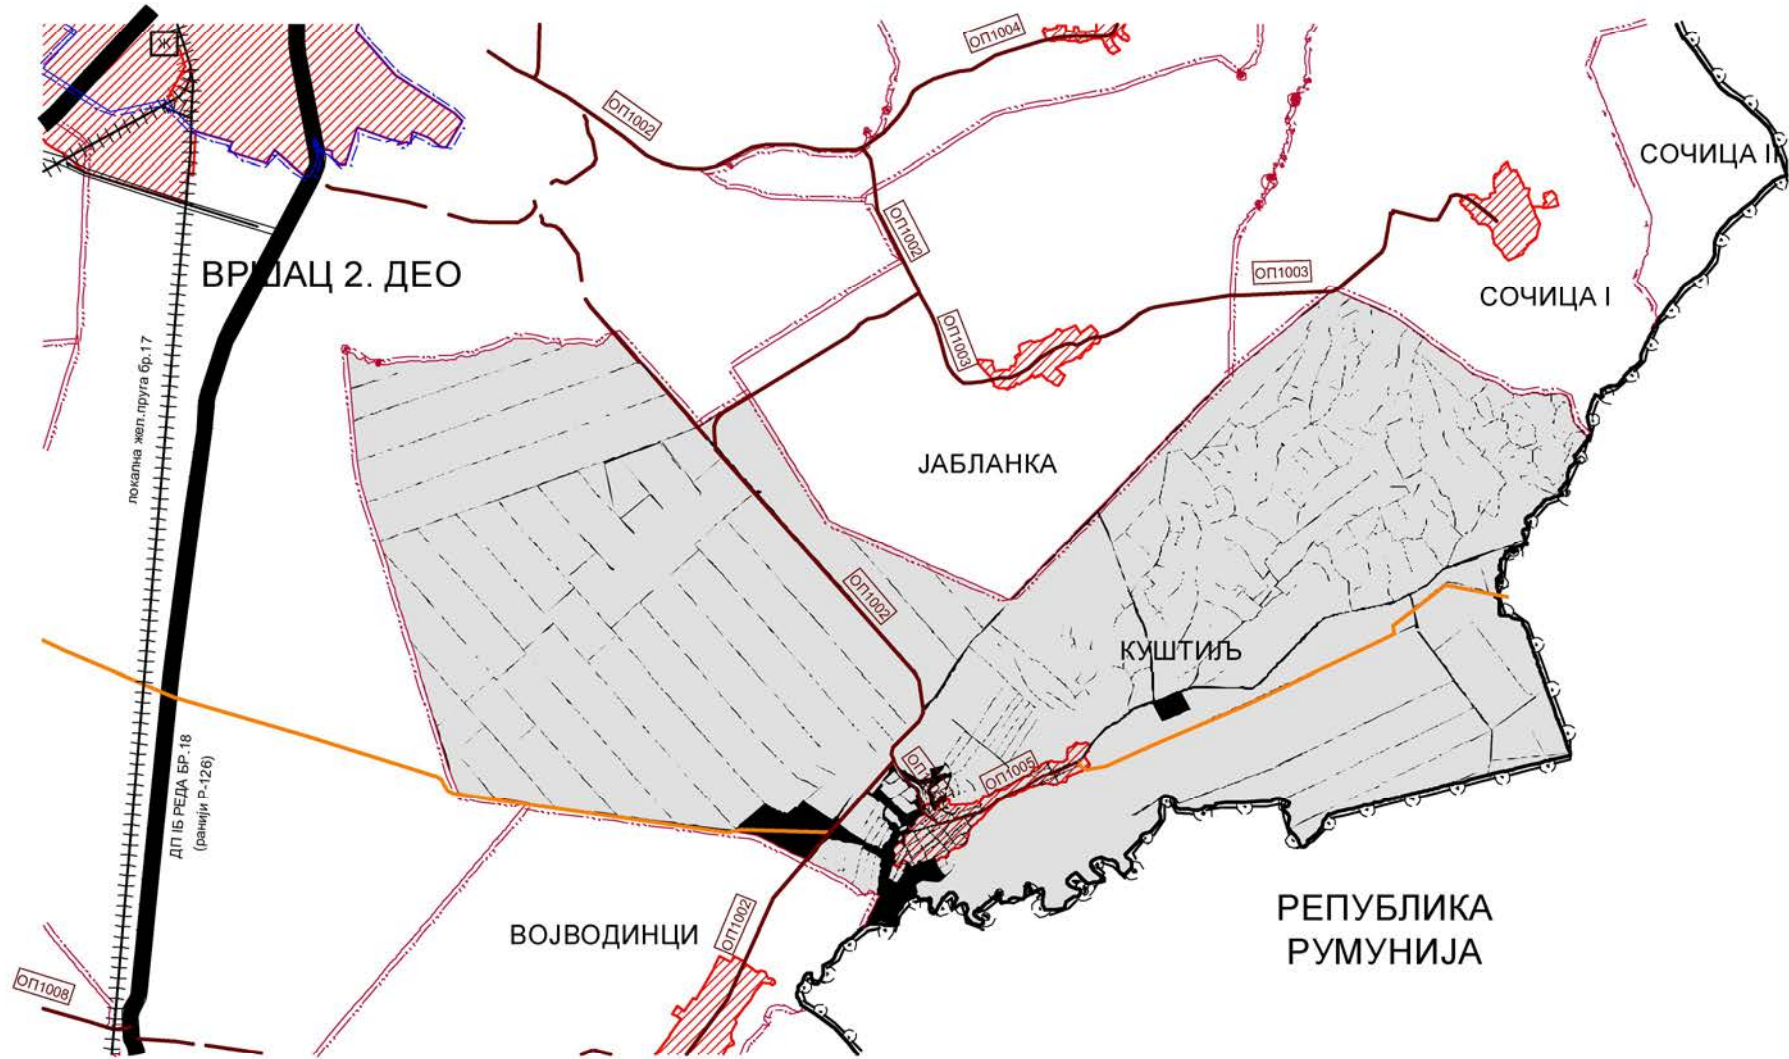 Ж
ОП1004
ОП1002
СОЧИЦА II
ОП1002
ВРШАЦ 2. ДЕО
ОП1003
СОЧИЦА I
ОП1003
локална жел.пруга бр.17
ЈАБЛАНКА
ОП1002
КУШТИЉ
ДП IБ РЕДА БР.18
(ранији Р-126)
ОП1005
ВОЈВОДИНЦИ
ОП1002
РЕПУБЛИКА
РУМУНИЈА
ОП1008